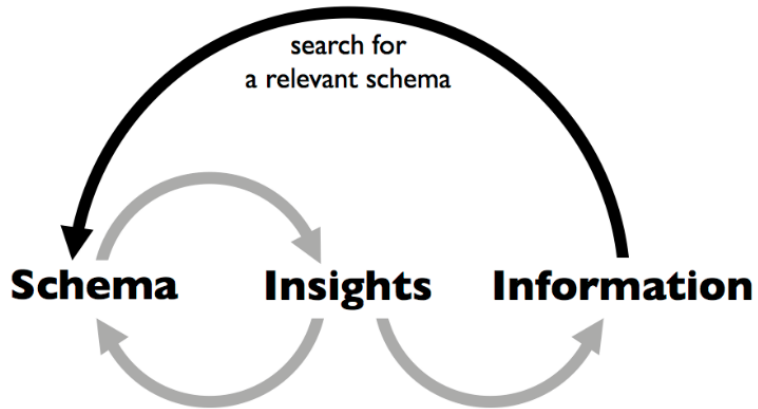 search for
a relevant schema
Schema Insights Information